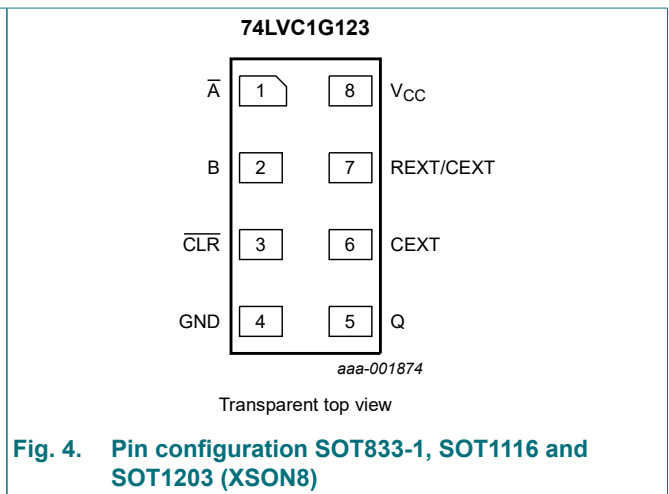 74LVC1G123
A̅ 1 8 VCC
B 2 7 REXT/CEXT
C̅L̅R̅ 3 6 CEXT
GND 4 5 Q
aaa-001874
Transparent top view
Fig. 4. Pin configuration SOT833-1, SOT1116 and
SOT1203 (XSON8)